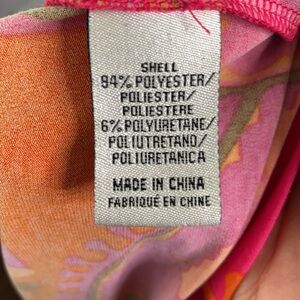 SHELL
94% POLYESTER/
POLIESTER/
POLIESTERE
6% POLYURETANE/
POLIUTRETANO/
POLIURETANICA
MADE IN CHINA
FABRIQUÉ EN CHINE